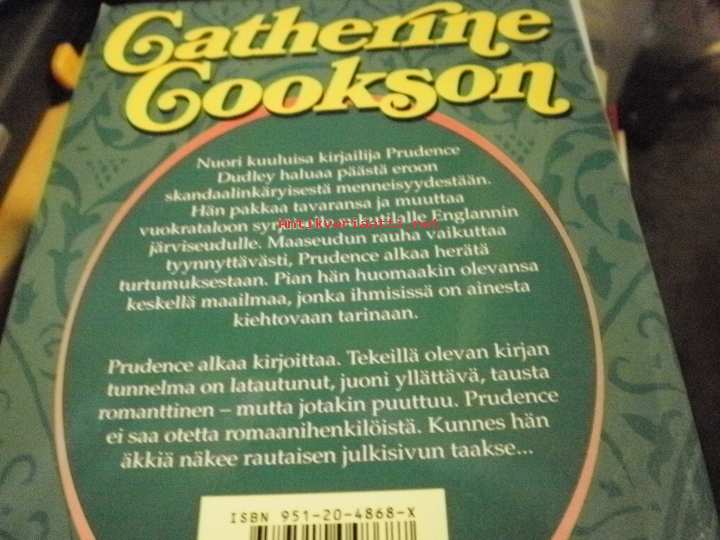 Catherine
Cookson
Nuori kuuluisa kirjailija Prudence
Dudley haluaa päästä eroon
skandaalinkäryisestä menneisyydestään.
Hän pakkaa tavaransa ja muuttaa
vuokrataloon Englannin
Antikvariaatti.net
järviseudulle. Maaseudun rauha vaikuttaa
tyynnyttävästi, Prudence alkaa herätä
turtumuksestaan. Pian hän huomaakin olevansa
keskellä maailmaa, jonka ihmisissä on ainesta
kiehtovaan tarinaan.
Prudence alkaa kirjoittaa. Tekeillä olevan kirjan
tunnelma on latautunut, juoni yllättävä, tausta
romanttinen – mutta jotakin puuttuu. Prudence
ei saa otetta romaanihenkilöistä. Kunnes hän
äkkiä näkee rautaisen julkisivun taakse...
ISBN 951-20-4868-X